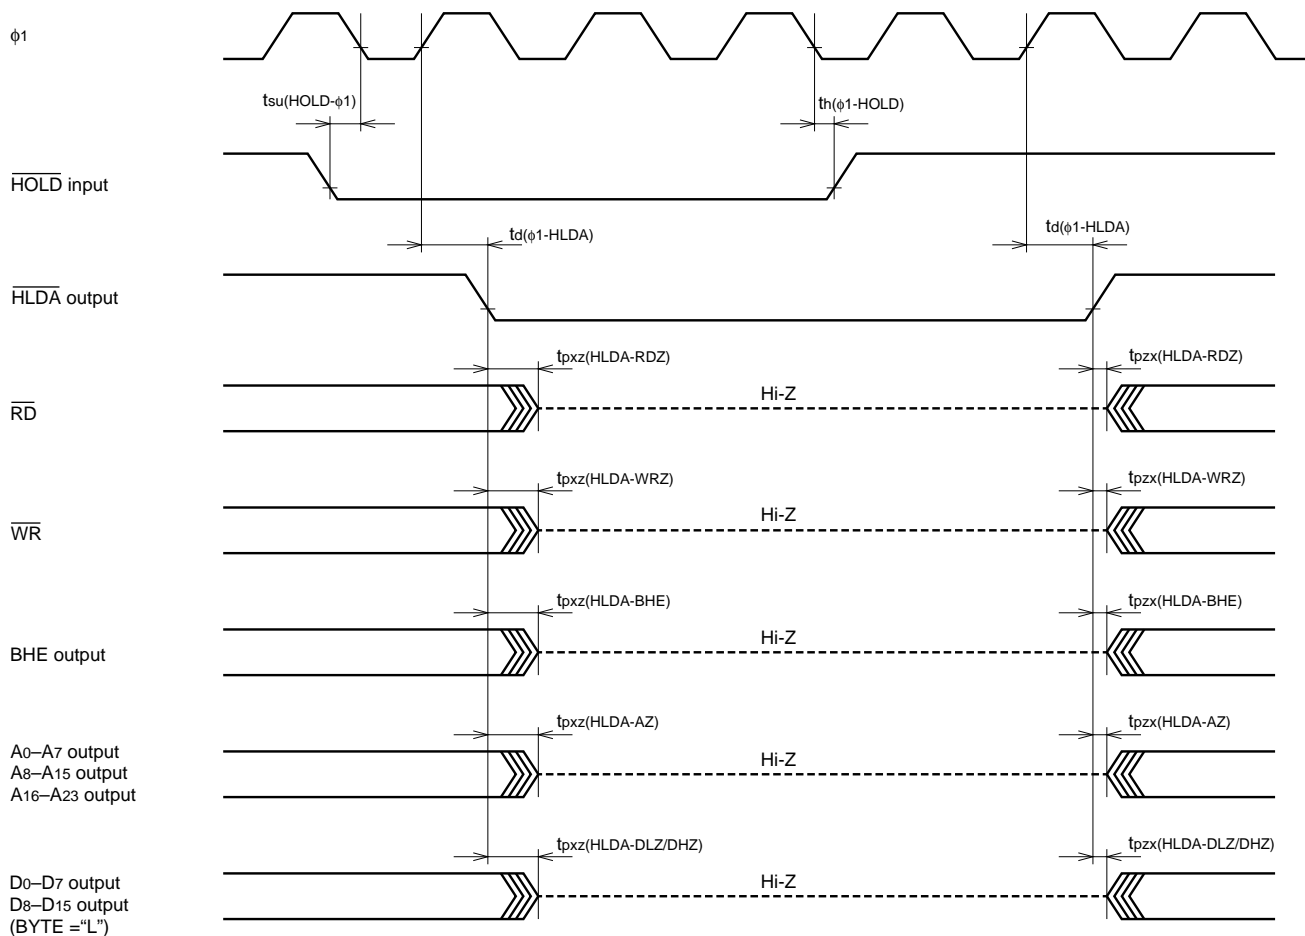 ϕ1
tsu(HOLD-ϕ1)
th(ϕ1-HOLD)
HOLD input
td(ϕ1-HLDA)
td(ϕ1-HLDA)
HLDA output
tpxz(HLDA-RDZ)
tpzx(HLDA-RDZ)
Hi-Z
RD
tpxz(HLDA-WRZ)
tpzx(HLDA-WRZ)
Hi-Z
WR
tpxz(HLDA-BHE)
tpzx(HLDA-BHE)
Hi-Z
BHE output
tpxz(HLDA-AZ)
tpzx(HLDA-AZ)
A0–A7 output
Hi-Z
A8–A15 output
A16–A23 output
tpxz(HLDA-DLZ/DHZ)
tpzx(HLDA-DLZ/DHZ)
D0–D7 output
Hi-Z
D8–D15 output
(BYTE =“L”)